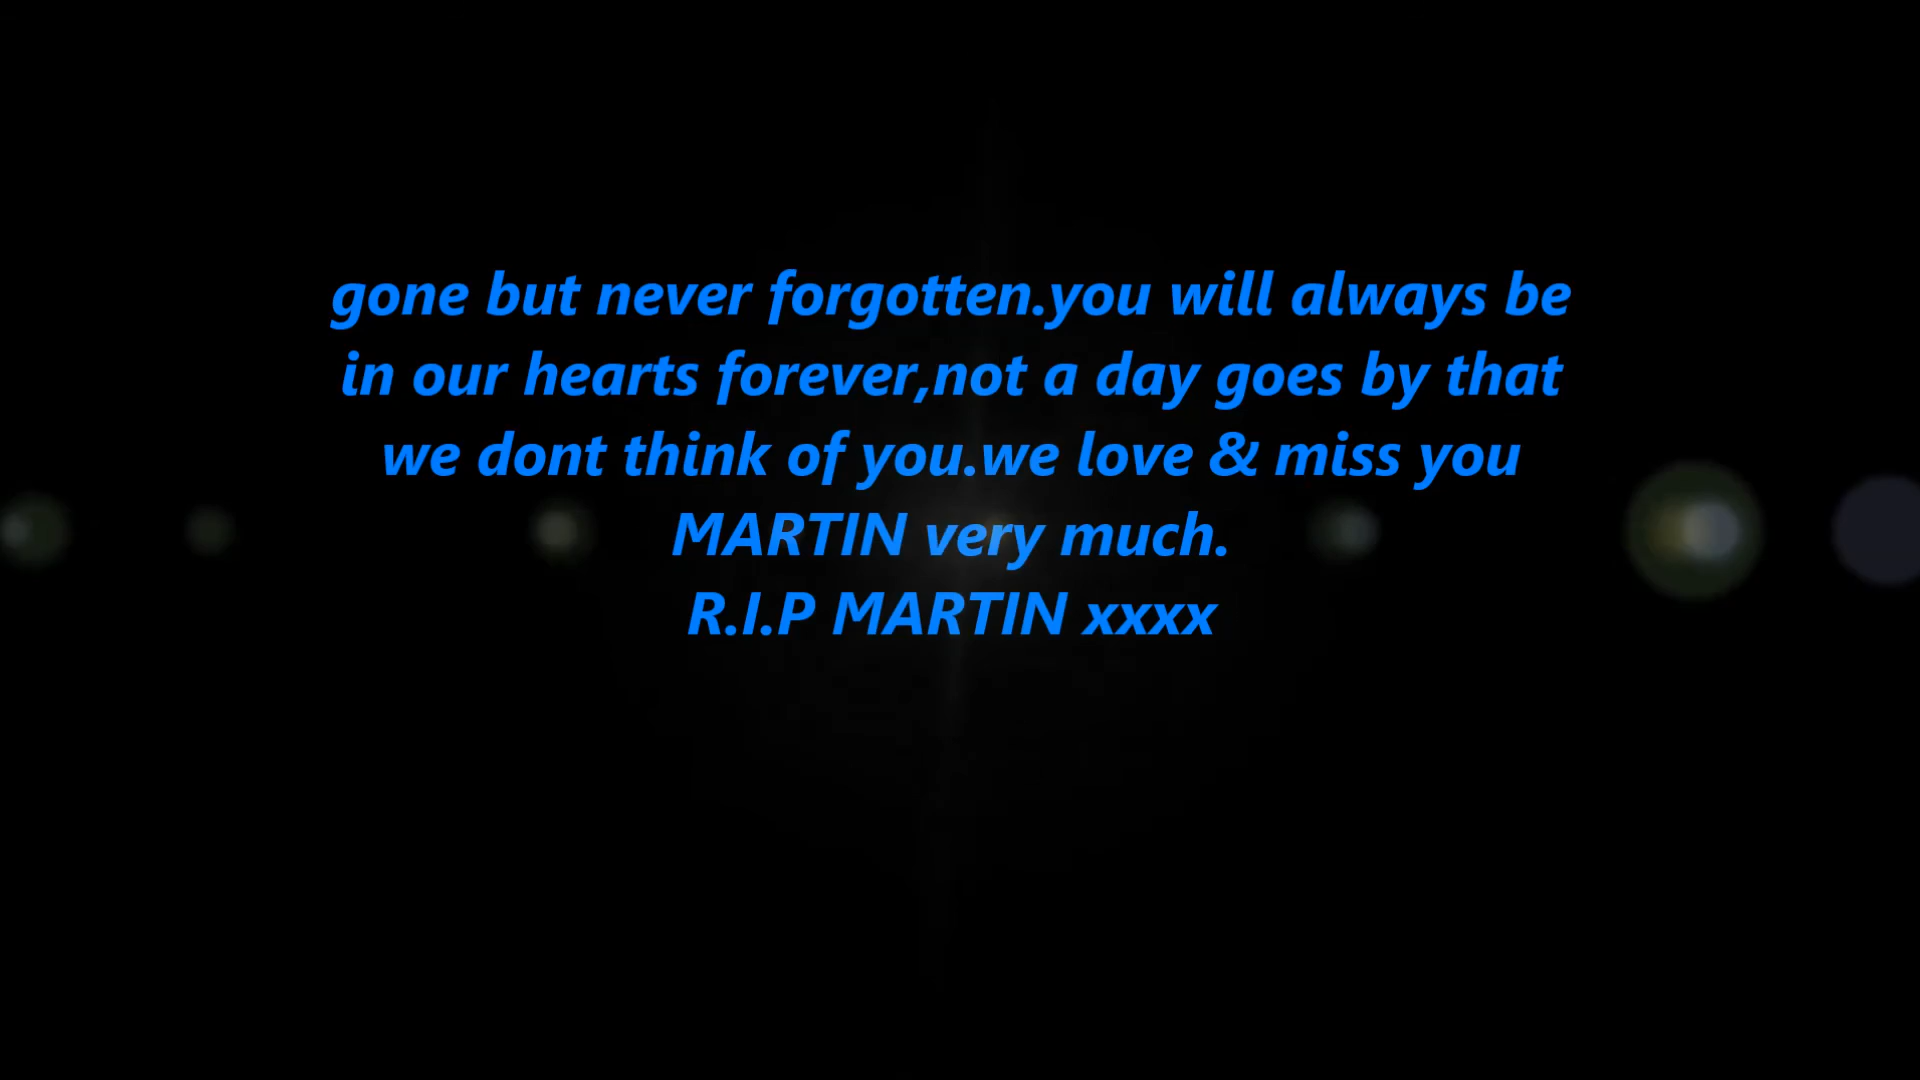 gone but never forgotten.you will always be
in our hearts forever,not a day goes by that
we dont think of you.we love & miss you
MARTIN very much.
R.I.P MARTIN xxxx